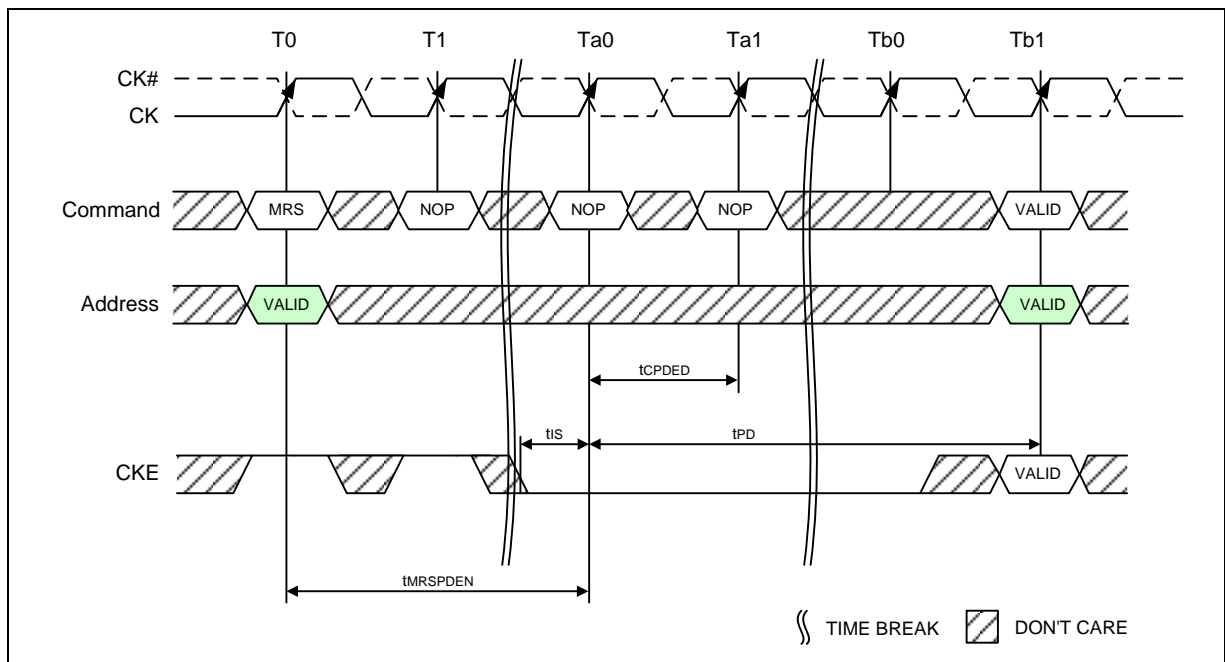 T0 T1 Ta0 Ta1 Tb0 Tb1
CK#
CK
Command MRS NOP NOP NOP VALID
Address VALID VALID
tCPDED
tIS tPD
CKE VALID
tMRSPDEN
TIME BREAK DON'T CARE